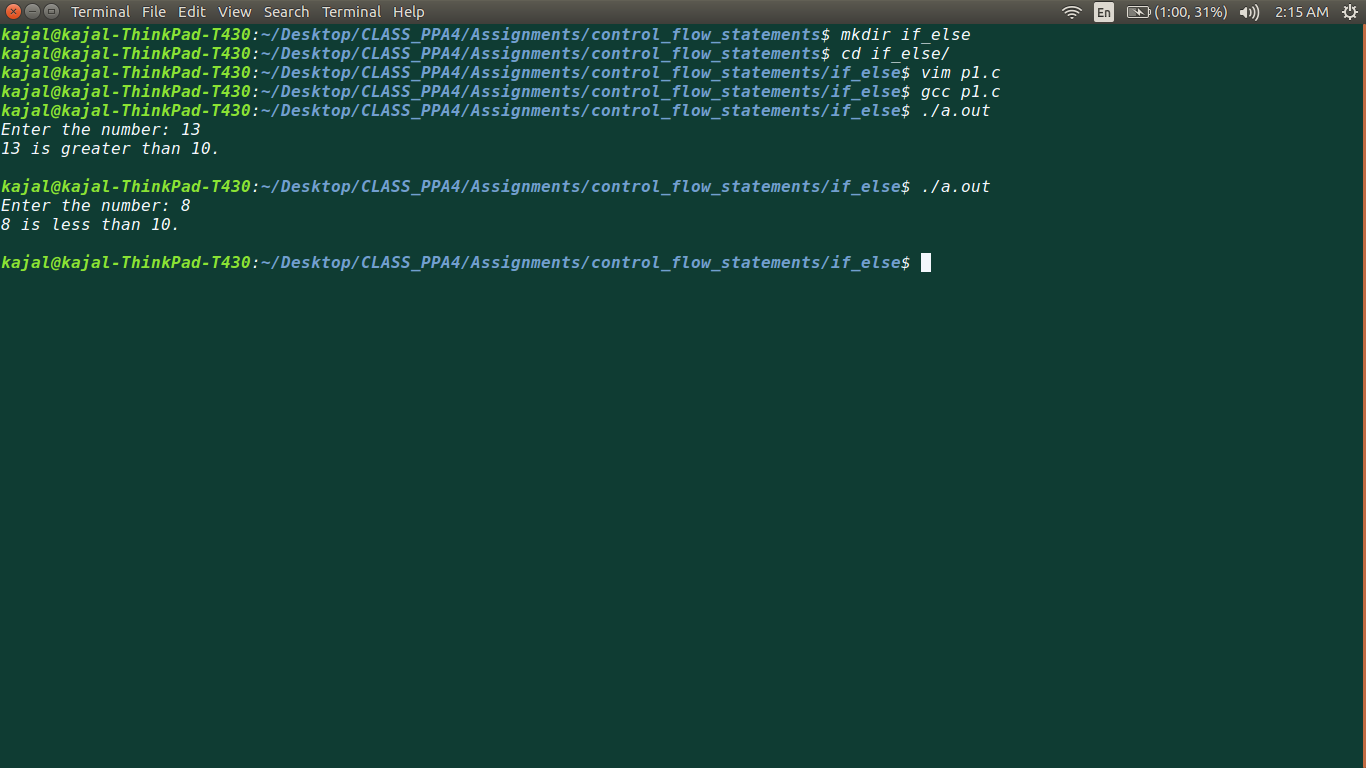 Terminal File Edit View Search Terminal Help En (1:00, 31%) 2:15 AM
kajal@kajal-ThinkPad-T430:~/Desktop/CLASS_PPA4/Assignments/control_flow_statements$ mkdir if_else
kajal@kajal-ThinkPad-T430:~/Desktop/CLASS_PPA4/Assignments/control_flow_statements$ cd if_else/
kajal@kajal-ThinkPad-T430:~/Desktop/CLASS_PPA4/Assignments/control_flow_statements/if_else$ vim p1.c
kajal@kajal-ThinkPad-T430:~/Desktop/CLASS_PPA4/Assignments/control_flow_statements/if_else$ gcc p1.c
kajal@kajal-ThinkPad-T430:~/Desktop/CLASS_PPA4/Assignments/control_flow_statements/if_else$ ./a.out
Enter the number: 13
13 is greater than 10.
kajal@kajal-ThinkPad-T430:~/Desktop/CLASS_PPA4/Assignments/control_flow_statements/if_else$ ./a.out
Enter the number: 8
8 is less than 10.
kajal@kajal-ThinkPad-T430:~/Desktop/CLASS_PPA4/Assignments/control_flow_statements/if_else$